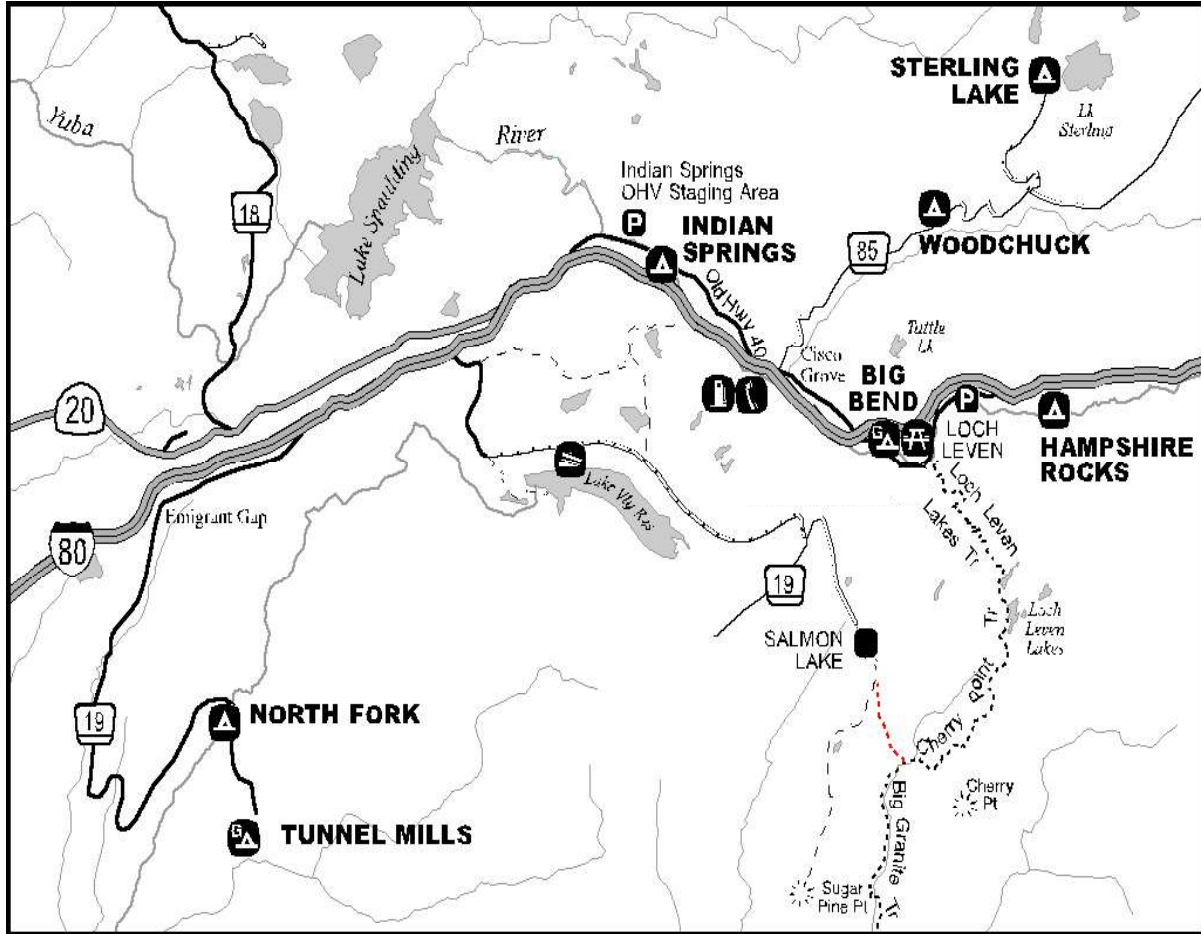 STERLING
LAKE
Lk
Sterling
Yuba
River
Lake Spaulding
Indian Springs
OHV Staging Area
P
INDIAN
SPRINGS
18
WOODCHUCK
85
Old HWY 40
Cisco
Grove
Tuttle
Lk
BIG
BEND
G
P
LOCH
LEVEN
HAMPSHIRE
ROCKS
20
80
Emigrant Gap
Lake Vly Res
Loch Leven
Lakes Tr
19
SALMON
LAKE
Loch
Leven
Lakes
Cherry Point Tr
19
NORTH FORK
G
TUNNEL MILLS
Cherry
Pt
Big Granite Tr
Sugar
Pine Pt